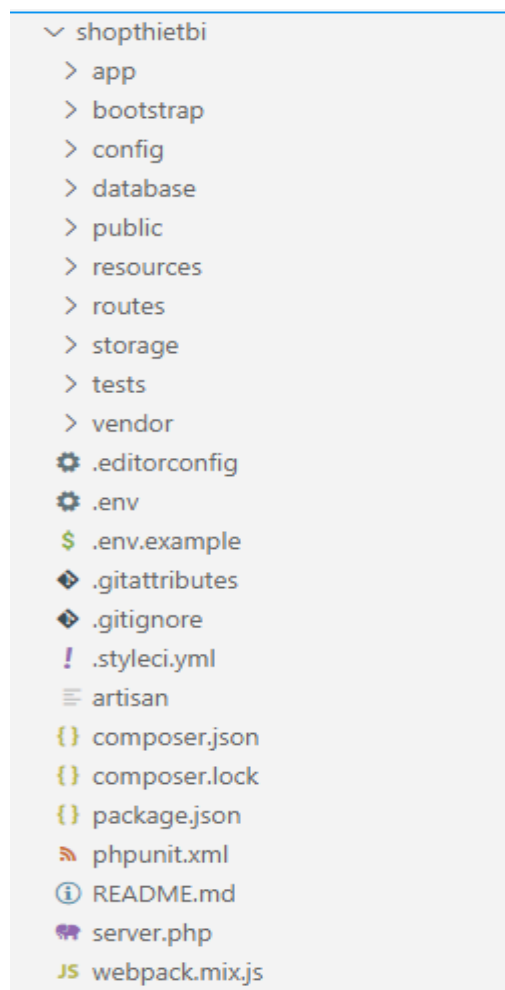 shopthietbi
app
bootstrap
config
database
public
resources
routes
storage
tests
vendor
.editorconfig
.env
$ .env.example
.gitattributes
.gitignore
! .styleci.yml
artisan
{} composer.json
{} composer.lock
{} package.json
phpunit.xml
README.md
server.php
JS webpack.mix.js